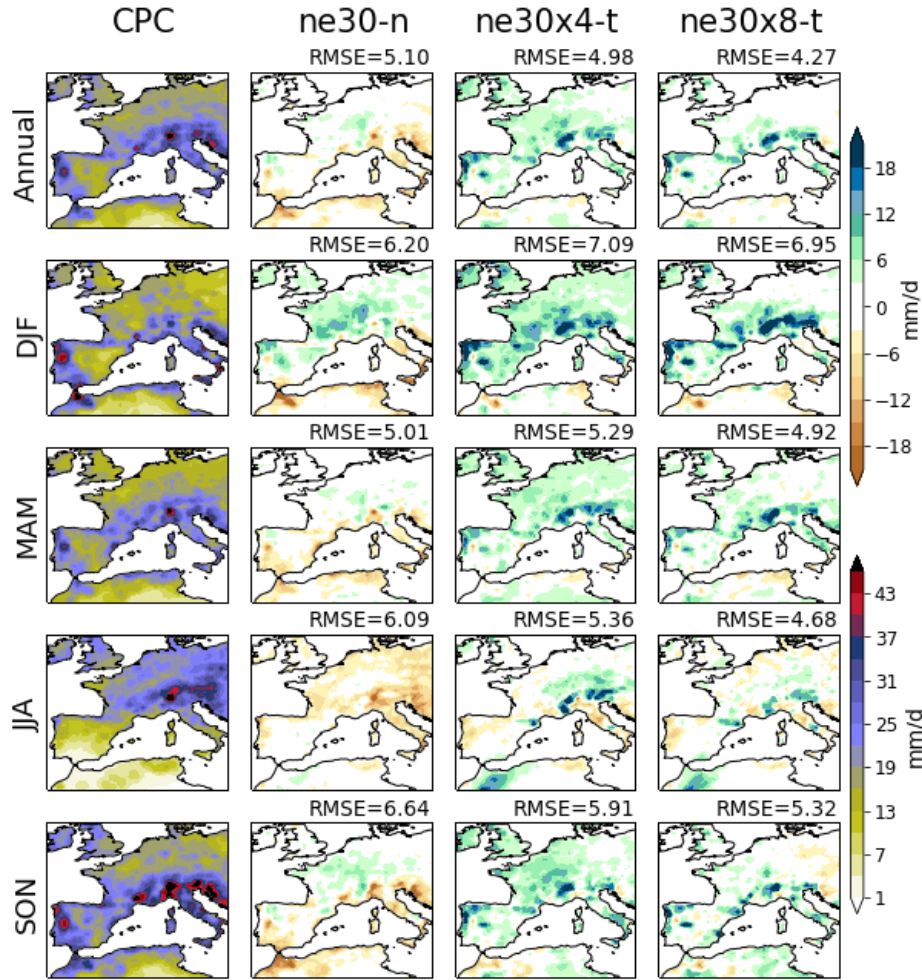 CPC ne30-n ne30x4-t ne30x8-t
RMSE=5.10 RMSE=4.98 RMSE=4.27
Annual
RMSE=6.20 RMSE=7.09 RMSE=6.95
DJF
RMSE=5.01 RMSE=5.29 RMSE=4.92
MAM
RMSE=6.09 RMSE=5.36 RMSE=4.68
JJA
RMSE=6.64 RMSE=5.91 RMSE=5.32
SON
18
12
6
0
−6
−12
−18
mm/d
43
37
31
25
19
13
7
1
mm/d